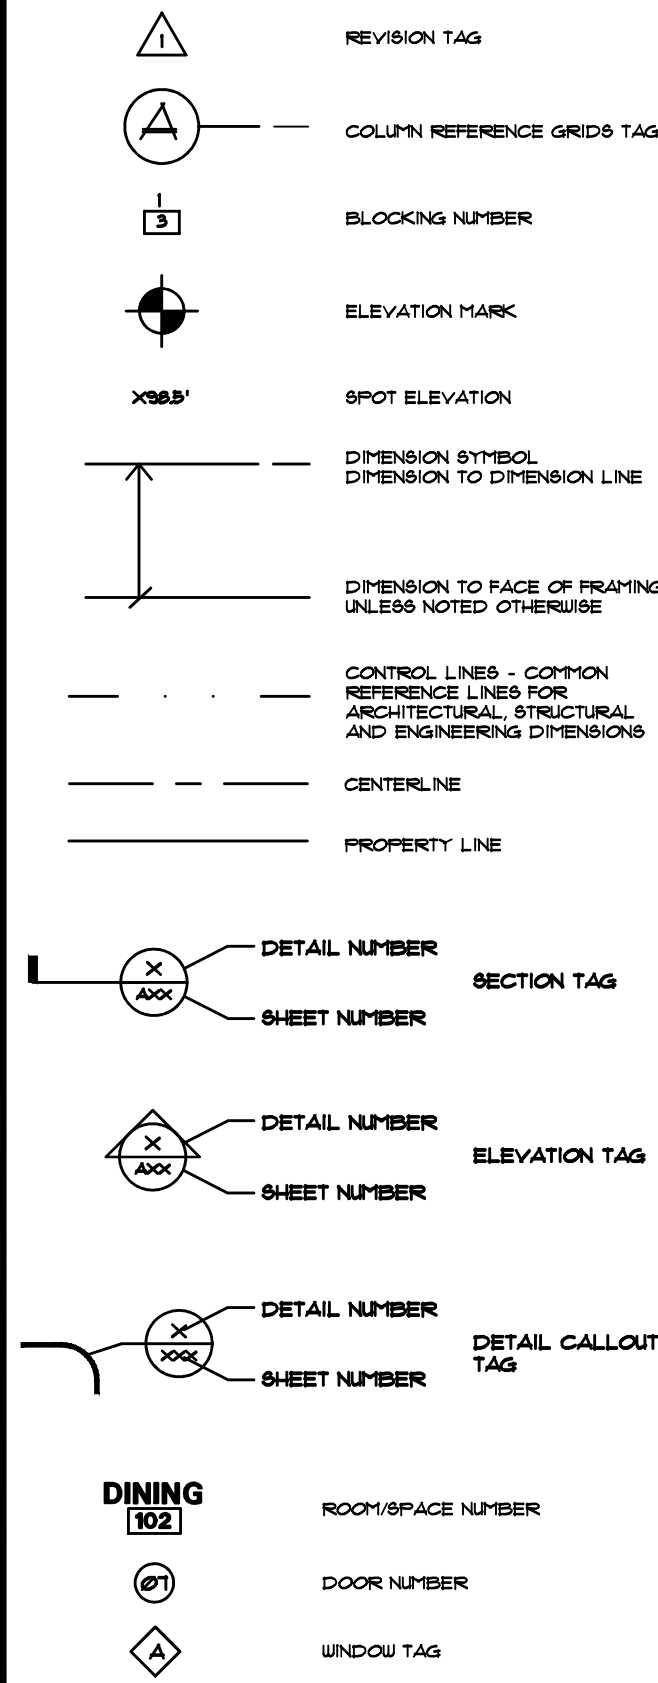 1
REVISION TAG
A
COLUMN REFERENCE GRIDS TAG
1
3
BLOCKING NUMBER
ELEVATION MARK
X98.5'
SPOT ELEVATION
DIMENSION SYMBOL
DIMENSION TO DIMENSION LINE
DIMENSION TO FACE OF FRAMING
UNLESS NOTED OTHERWISE
CONTROL LINES - COMMON
REFERENCE LINES FOR
ARCHITECTURAL, STRUCTURAL
AND ENGINEERING DIMENSIONS
CENTERLINE
PROPERTY LINE
DETAIL NUMBER
X
AXX
SECTION TAG
SHEET NUMBER
DETAIL NUMBER
X
AXX
ELEVATION TAG
SHEET NUMBER
DETAIL NUMBER
X
XXX
DETAIL CALLOUT
TAG
SHEET NUMBER
DINING
102
ROOM/SPACE NUMBER
07
DOOR NUMBER
A
WINDOW TAG